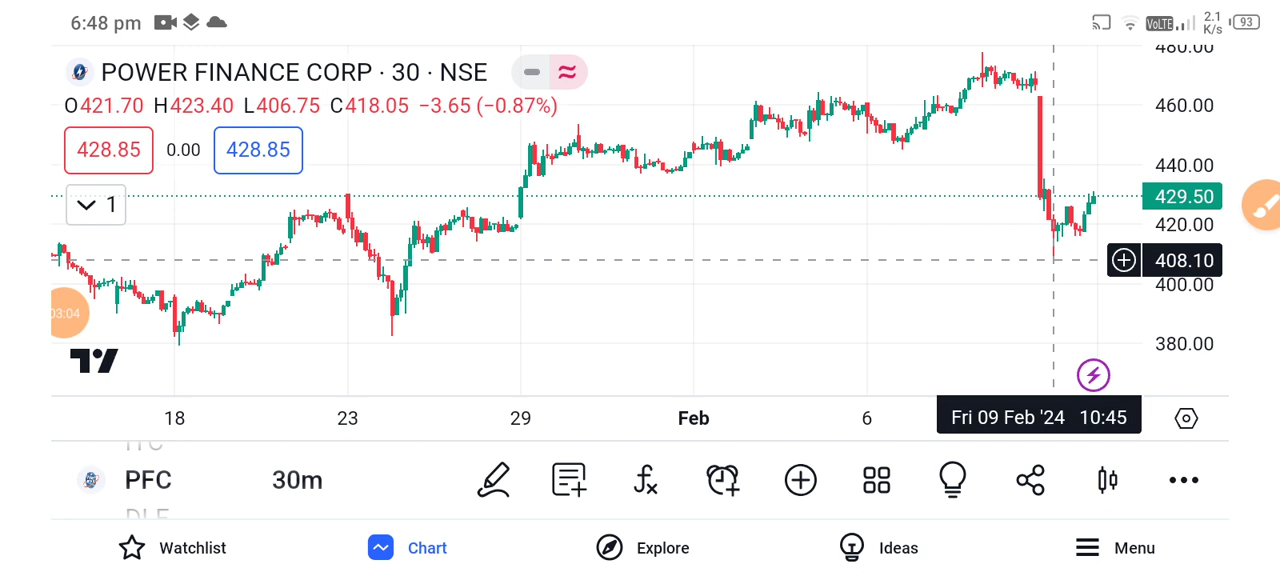 6:48 pm VoLTE 2.1 K/s 93
POWER FINANCE CORP · 30 · NSE
O421.70 H423.40 L406.75 C418.05 −3.65 (−0.87%)
428.85 0.00 428.85
1
480.00
460.00
440.00
429.50
420.00
408.10
400.00
380.00
03:04
18 23 29 Feb 6 Fri 09 Feb '24 10:45
ITC
PFC 30m
DLF
Watchlist Chart Explore Ideas Menu